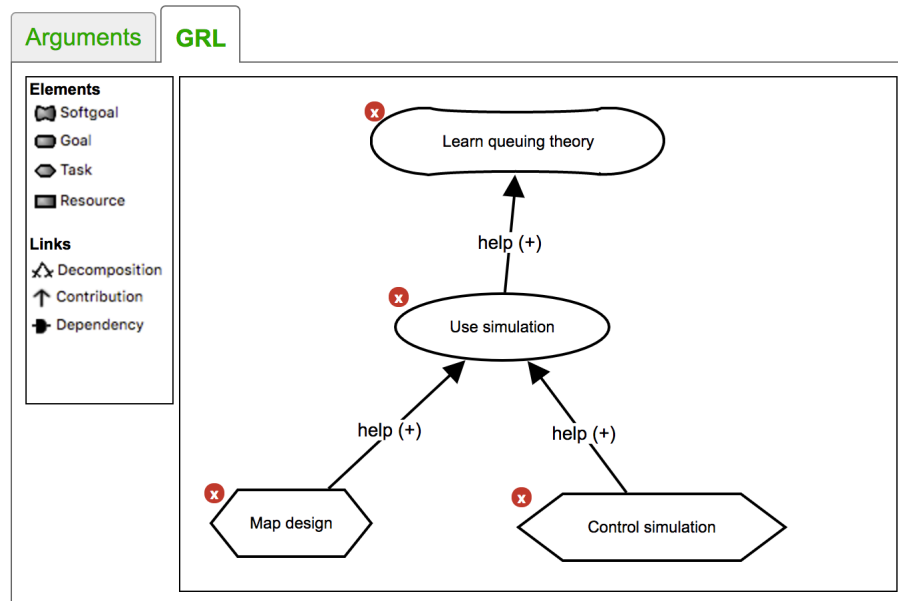 Arguments
GRL
Elements
Softgoal
Goal
Task
Resource
Links
Decomposition
Contribution
Dependency
x
Learn queuing theory
help (+)
x
Use simulation
help (+)
help (+)
x
Map design
x
Control simulation